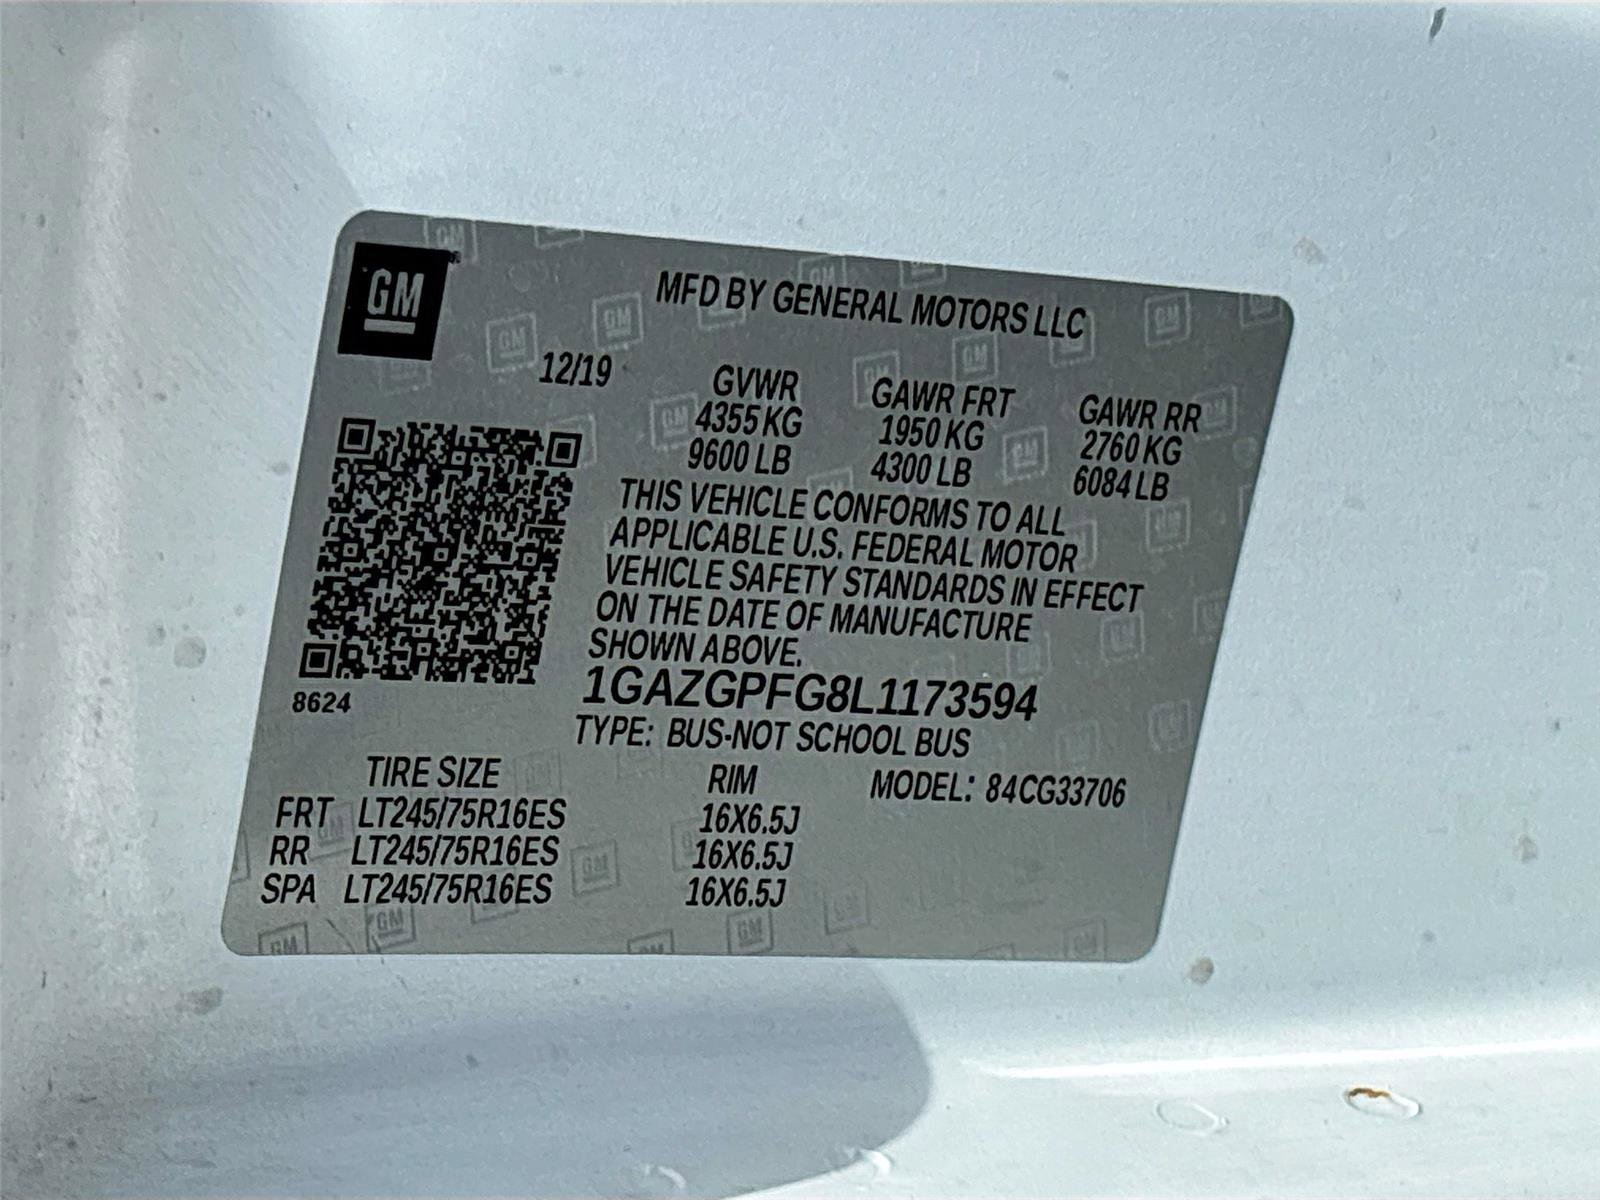 GM
MFD BY GENERAL MOTORS LLC
12/19
GVWR GAWR FRT GAWR RR
4355 KG 1950 KG 2760 KG
9600 LB 4300 LB 6084 LB
THIS VEHICLE CONFORMS TO ALL
APPLICABLE U.S. FEDERAL MOTOR
VEHICLE SAFETY STANDARDS IN EFFECT
ON THE DATE OF MANUFACTURE
SHOWN ABOVE.
1GAZGPFG8L1173594
8624
TYPE: BUS-NOT SCHOOL BUS
TIRE SIZE RIM MODEL: 84CG33706
FRT LT245/75R16ES 16X6.5J
RR LT245/75R16ES 16X6.5J
SPA LT245/75R16ES 16X6.5J